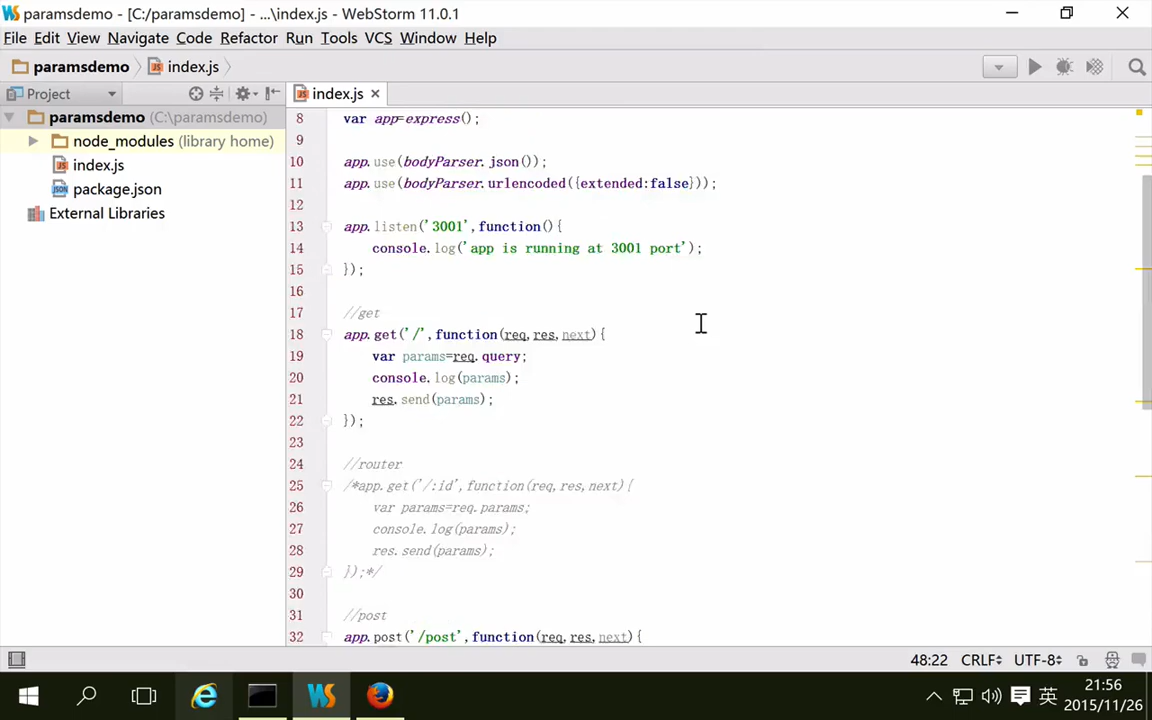 paramsdemo - [C:/paramsdemo] - ...\index.js - WebStorm 11.0.1
File Edit View Navigate Code Refactor Run Tools VCS Window Help
paramsdemo index.js
Project
index.js
paramsdemo (C:\paramsdemo)
node_modules (library home)
index.js
package.json
External Libraries
8 var app=express();
9
10 app.use(bodyParser.json());
11 app.use(bodyParser.urlencoded({extended:false}));
12
13 app.listen('3001',function(){
14 console.log('app is running at 3001 port');
15 });
16
17 //get
18 app.get('/',function(req,res,next){
19 var params=req.query;
20 console.log(params);
21 res.send(params);
22 });
23
24 //router
25 /*app.get('/:id',function(req,res,next){
26 var params=req.params;
27 console.log(params);
28 res.send(params);
29 });*/
30
31 //post
32 app.post('/post',function(req,res,next){
48:22 CRLF UTF-8
英
21:56
2015/11/26